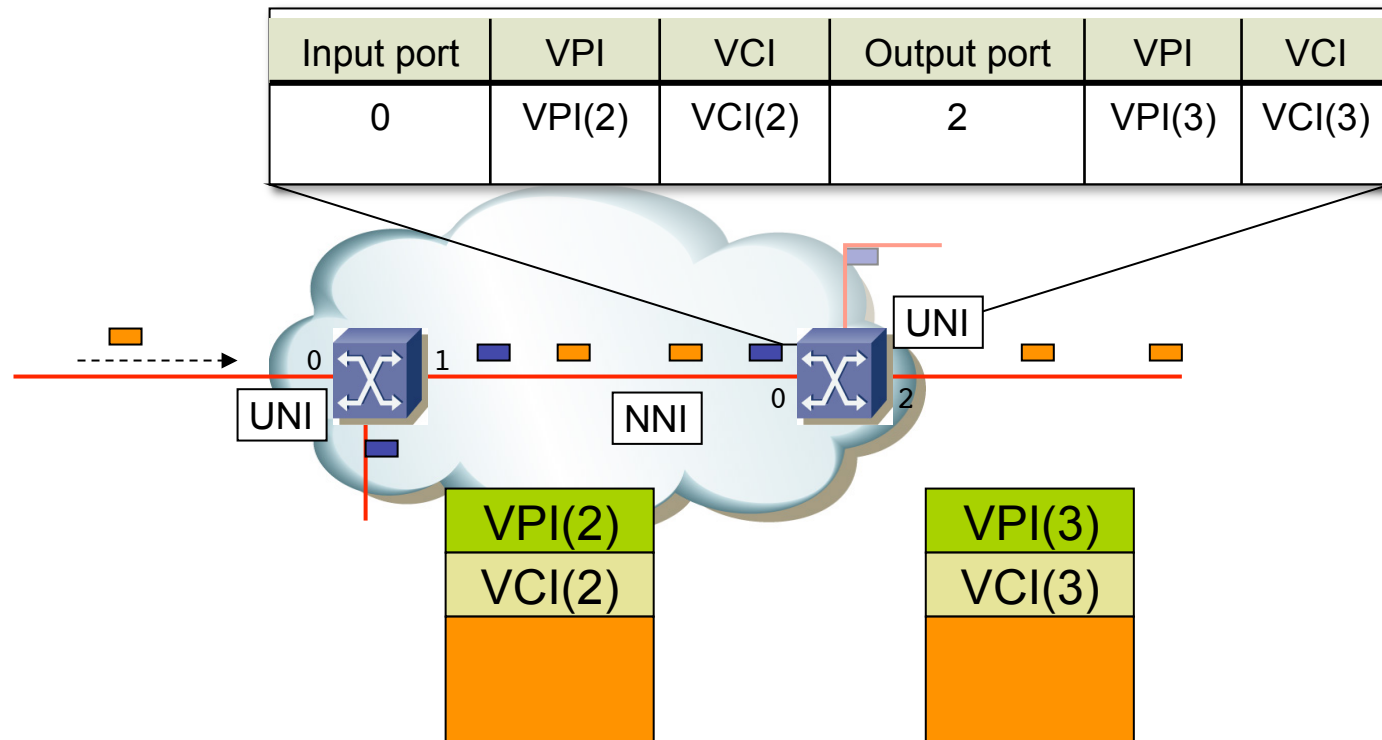 Input port VPI VCI Output port VPI VCI
0 VPI(2) VCI(2) 2 VPI(3) VCI(3)
UNI
0 1
0 2
UNI NNI
VPI(2) VPI(3)
VCI(2) VCI(3)